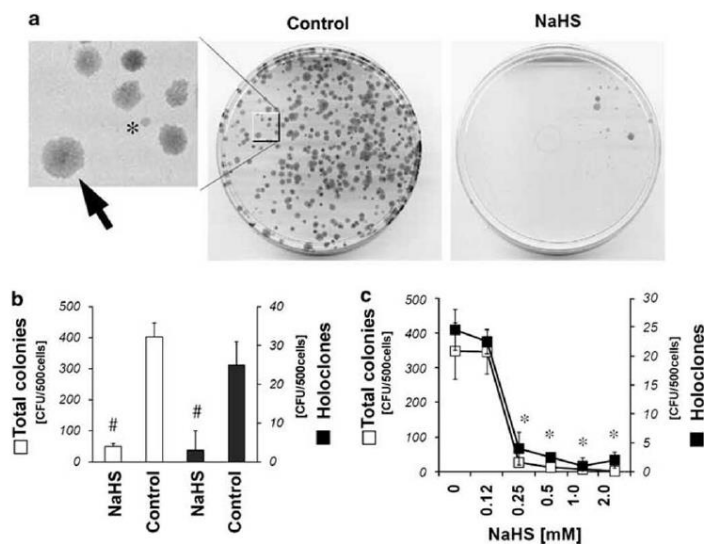 a
Control
NaHS
*
b
500
400
300
200
100
0
Total colonies
[CFU/500cells]
#
#
NaHS
Control
NaHS
Control
40
30
20
10
0
[CFU/500cells]
Holoclones
c
500
400
300
200
100
0
Total colonies
[CFU/500cells]
* * * *
0
0.12
0.25
0.5
1·0
2.0
NaHS [mM]
30
25
20
15
10
5
0
[CFU/500cells]
Holoclones